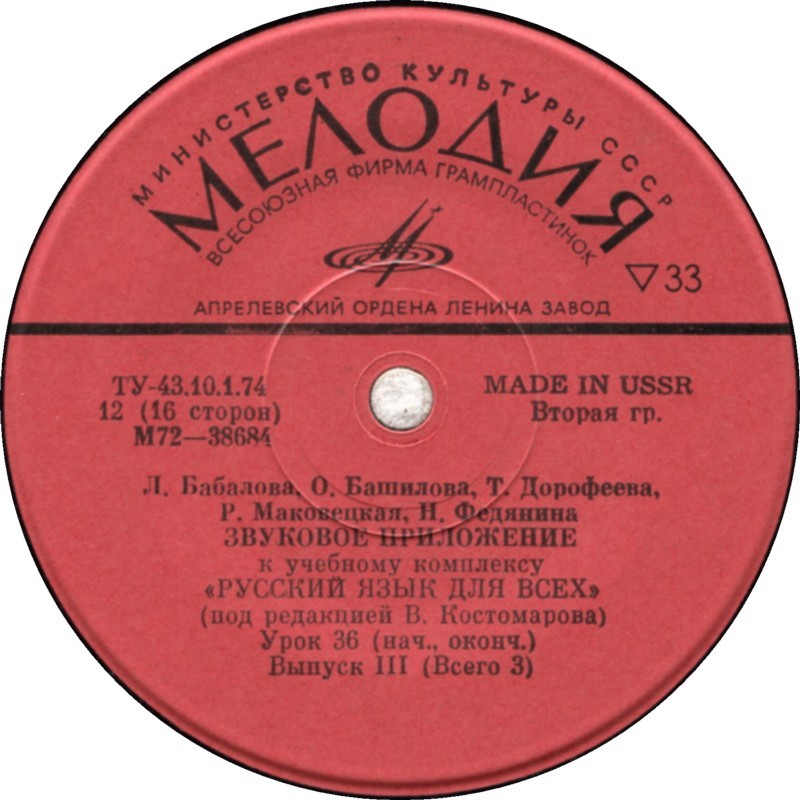 МИНИСТЕРСТВО КУЛЬТУРЫ СССР
МЕЛОДИЯ
ВСЕСОЮЗНАЯ ФИРМА ГРАМПЛАСТИНОК
▽33
АПРЕЛЕВСКИЙ ОРДЕНА ЛЕНИНА ЗАВОД
ТУ-43.10.1.74
MADE IN USSR
12 (16 сторон)
Вторая гр.
М72—38684
Л. Бабалова, О. Башилова, Т. Дорофеева,
Р. Маковецкая, Н. Федянина
ЗВУКОВОЕ ПРИЛОЖЕНИЕ
к учебному комплексу
«РУССКИЙ ЯЗЫК ДЛЯ ВСЕХ»
(под редакцией В. Костомарова)
Урок 36 (нач., оконч.)
Выпуск III (Всего 3)